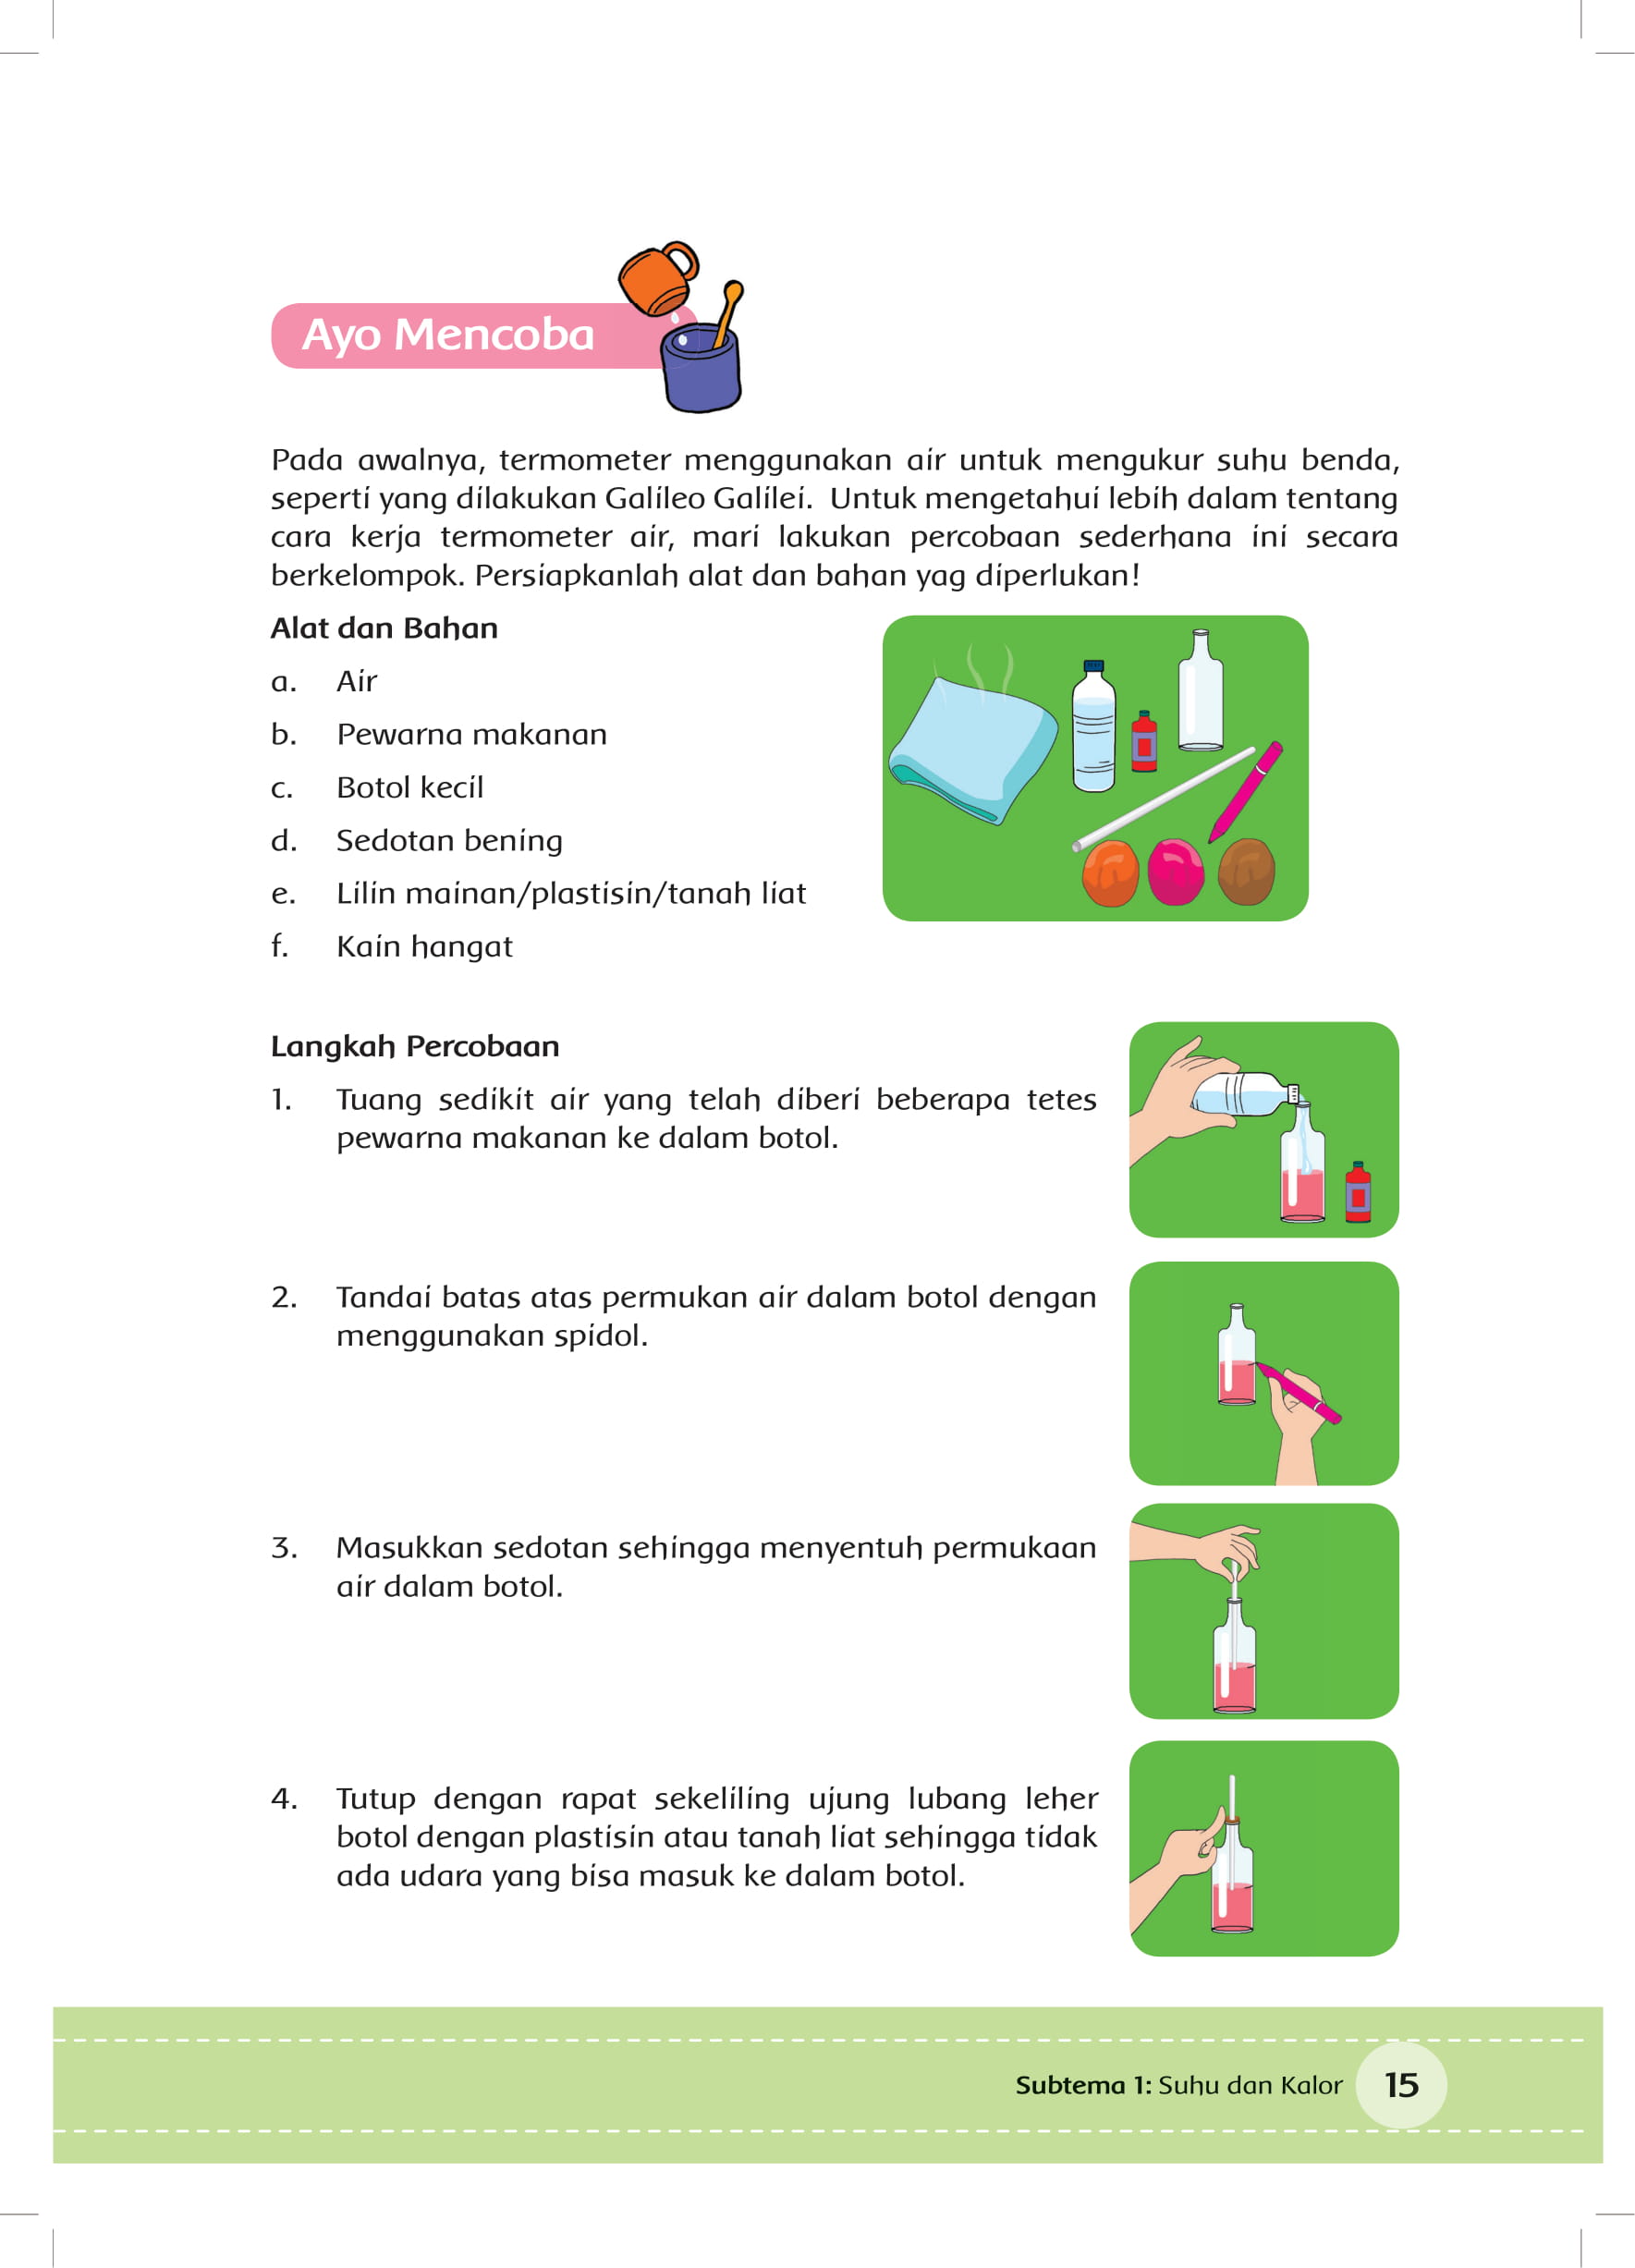 Ayo Mencoba
Pada awalnya, termometer menggunakan air untuk mengukur suhu benda,
seperti yang dilakukan Galileo Galilei. Untuk mengetahui lebih dalam tentang
cara kerja termometer air, mari lakukan percobaan sederhana ini secara
berkelompok. Persiapkanlah alat dan bahan yag diperlukan!
Alat dan Bahan
a. Air
b. Pewarna makanan
c. Botol kecil
d. Sedotan bening
e. Lilin mainan/plastisin/tanah liat
f. Kain hangat
Langkah Percobaan
1. Tuang sedikit air yang telah diberi beberapa tetes
pewarna makanan ke dalam botol.
2. Tandai batas atas permukan air dalam botol dengan
menggunakan spidol.
3. Masukkan sedotan sehingga menyentuh permukaan
air dalam botol.
4. Tutup dengan rapat sekeliling ujung lubang leher
botol dengan plastisin atau tanah liat sehingga tidak
ada udara yang bisa masuk ke dalam botol.
Subtema 1: Suhu dan Kalor 15